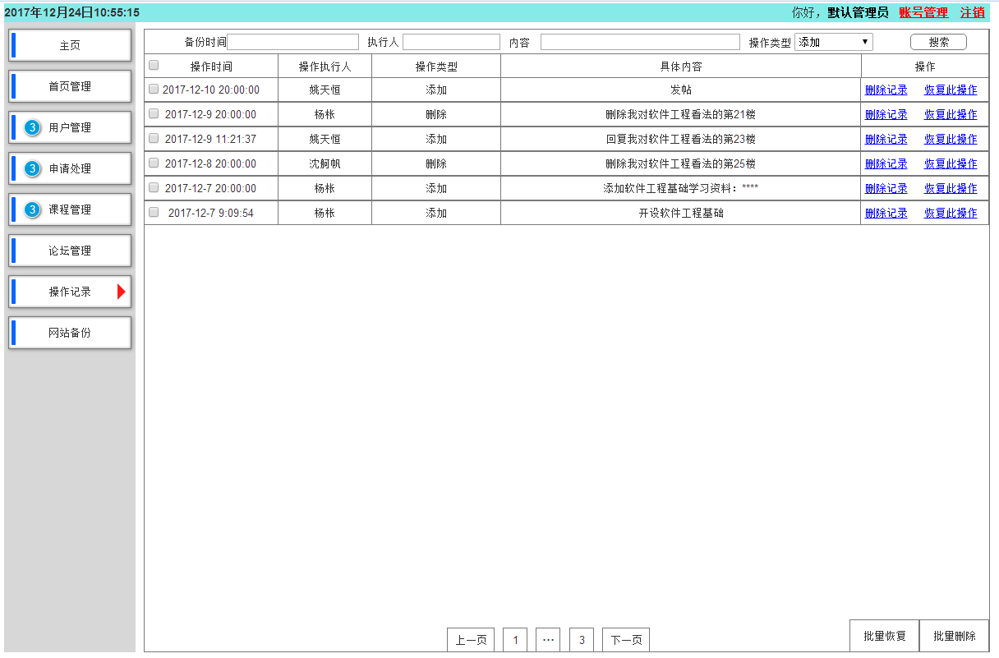 2017年12月24日10:55:15 你好，默认管理员 账号管理 注销
主页
首页管理
3 用户管理
3 申请处理
3 课程管理
论坛管理
操作记录
网站备份
备份时间 执行人 内容 操作类型 添加 搜索
操作时间 操作执行人 操作类型 具体内容 操作
2017-12-10 20:00:00 姚天恒 添加 发帖 删除记录 恢复此操作
2017-12-9 20:00:00 杨枨 删除 删除我对软件工程看法的第21楼 删除记录 恢复此操作
2017-12-9 11:21:37 姚天恒 添加 回复我对软件工程看法的第23楼 删除记录 恢复此操作
2017-12-8 20:00:00 沈舸帆 删除 删除我对软件工程看法的第25楼 删除记录 恢复此操作
2017-12-7 20:00:00 杨枨 添加 添加软件工程基础学习资料：**** 删除记录 恢复此操作
2017-12-7 9:09:54 杨枨 添加 开设软件工程基础 删除记录 恢复此操作
上一页 1 ··· 3 下一页 批量恢复 批量删除